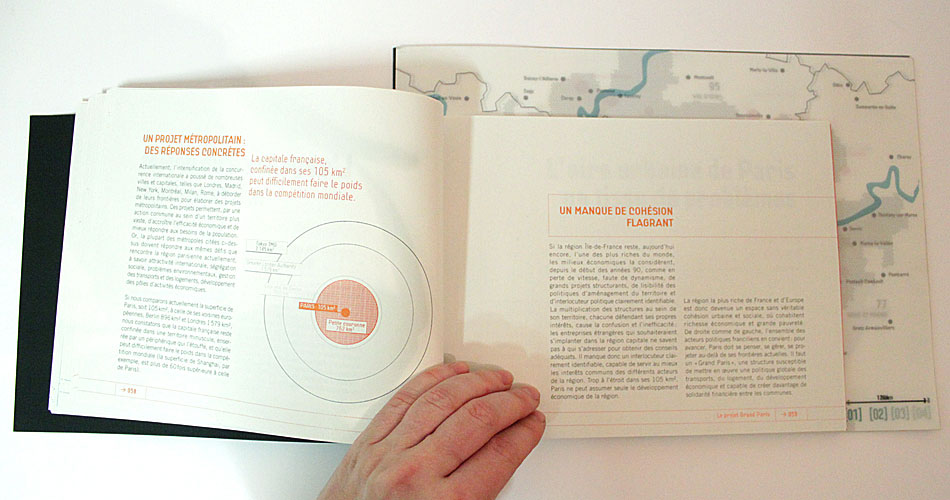 UN PROJET MÉTROPOLITAIN :
DES RÉPONSES CONCRÈTES
La capitale française,
confinée dans ses 105 km²
peut difficilement faire le poids
dans la compétition mondiale.
Actuellement, l'intensification de la concur-
rence internationale a poussé de nombreuses
villes et capitales, telles que Londres, Madrid,
New York, Montréal, Milan, Rome, à déborder
de leurs frontières pour élaborer des projets
métropolitains. Ces projets permettent, par une
action commune au sein d'un territoire plus
vaste, d'accroître l'efficacité économique et de
mieux répondre aux besoins de la population.
Or, la plupart des métropoles citées ci-des-
sus doivent répondre aux mêmes défis que
rencontre la région parisienne actuellement,
à savoir attractivité internationale, ségrégation
sociale, problèmes environnementaux, gestion
des transports et des logements, développement
des pôles d'activités économiques.
Si nous comparons actuellement la superficie de
Paris, soit 105 km², à celle de ses voisines euro-
péennes, Berlin 890 km² et Londres 1 579 km²,
nous constatons que la capitale française reste
confinée dans une territoire minuscule, enser-
rée par un périphérique qui l'étouffe, et qu'elle
peut difficilement faire le poids dans la compé-
tition mondiale (la superficie de Shanghai, par
exemple, est plus de 60 fois supérieure à celle
de Paris).
PARIS : 105 km²
Petite couronne
762 km²
→ 058
UN MANQUE DE COHÉSION
FLAGRANT
Si la région Île-de-France reste, aujourd'hui
encore, l'une des plus riches du monde,
les milieux économiques la considèrent,
depuis le début des années 90, comme en
perte de vitesse, faute de dynamisme, de
grands projets structurants, de lisibilité des
politiques d'aménagement du territoire et
d'interlocuteur politique clairement identifiable.
La multiplication des structures au sein de
son territoire, chacune défendant ses propres
intérêts, cause la confusion et l'inefficacité :
les entreprises étrangères qui souhaiteraient
s'implanter dans la région capitale ne savent
pas à qui s'adresser pour obtenir des conseils
adéquats. Il manque donc un interlocuteur clai-
rement identifiable, capable de servir au mieux
les intérêts communs des différents acteurs
de la région. Trop à l'étroit dans ses 105 km²,
Paris ne peut assumer seule le développement
économique de la région.
La région la plus riche de France et d'Europe
est donc devenue un espace sans véritable
cohésion urbaine et sociale, où cohabitent
richesse économique et grande pauvreté.
De droite comme de gauche, l'ensemble des
acteurs politiques franciliens en convient : pour
avancer, Paris doit se penser, se gérer, se pro-
jeter au-delà de ses frontières actuelles. Il faut
un «Grand Paris», une structure susceptible
de mettre en œuvre une politique globale des
transports, du logement, du développement
économique et capable de créer davantage de
solidarité financière entre les communes.
Le projet Grand Paris
→ 059
95
77
[01] [02] [03] [04]